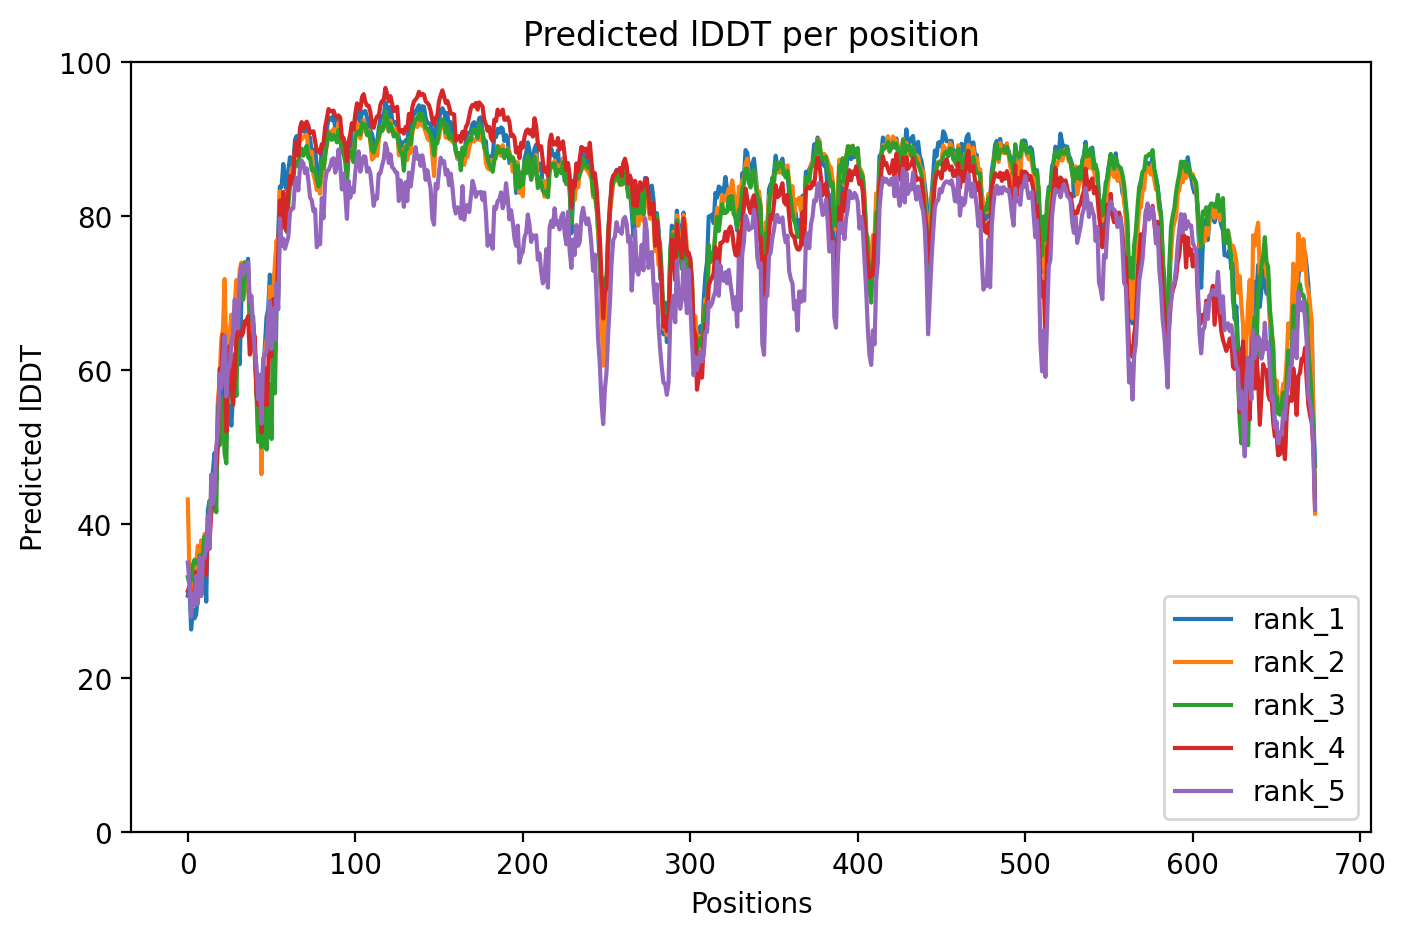 Predicted lDDT per position
100
80
60
40
20
0
Predicted lDDT
0 100 200 300 400 500 600 700
Positions
rank_1
rank_2
rank_3
rank_4
rank_5